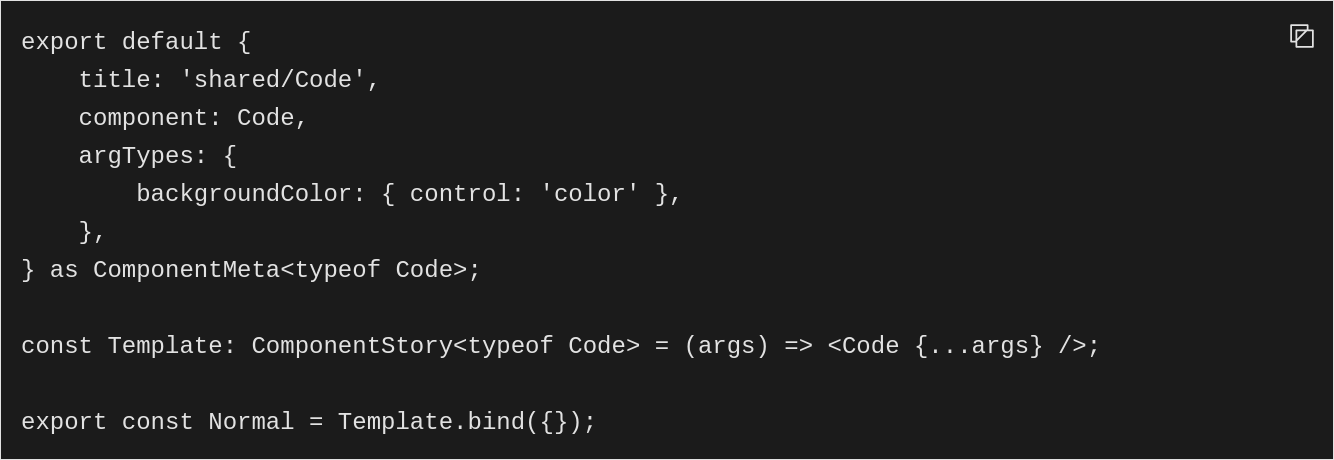 export default {
    title: 'shared/Code',
    component: Code,
    argTypes: {
        backgroundColor: { control: 'color' },
    },
} as ComponentMeta<typeof Code>;

const Template: ComponentStory<typeof Code> = (args) => <Code {...args} />;

export const Normal = Template.bind({});